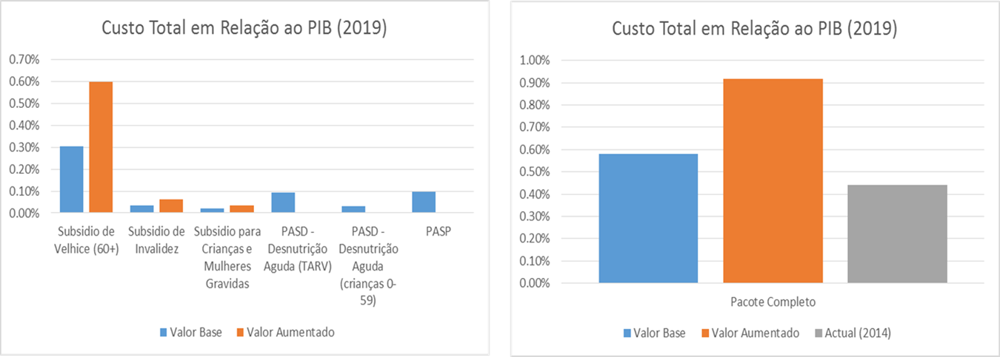 Custo Total em Relação ao PIB (2019)
0.70%
0.60%
0.50%
0.40%
0.30%
0.20%
0.10%
0.00%
Subsidio de
Velhice (60+)
Subsidio de
Invalidez
Subsidio para
Crianças e
Mulheres
Gravidas
PASD -
Desnutrição
Aguda (TARV)
PASD -
Desnutrição
Aguda
(crianças 0-
59)
PASP
Valor Base
Valor Aumentado
Custo Total em Relação ao PIB (2019)
1.00%
0.90%
0.80%
0.70%
0.60%
0.50%
0.40%
0.30%
0.20%
0.10%
0.00%
Pacote Completo
Valor Base
Valor Aumentado
Actual (2014)